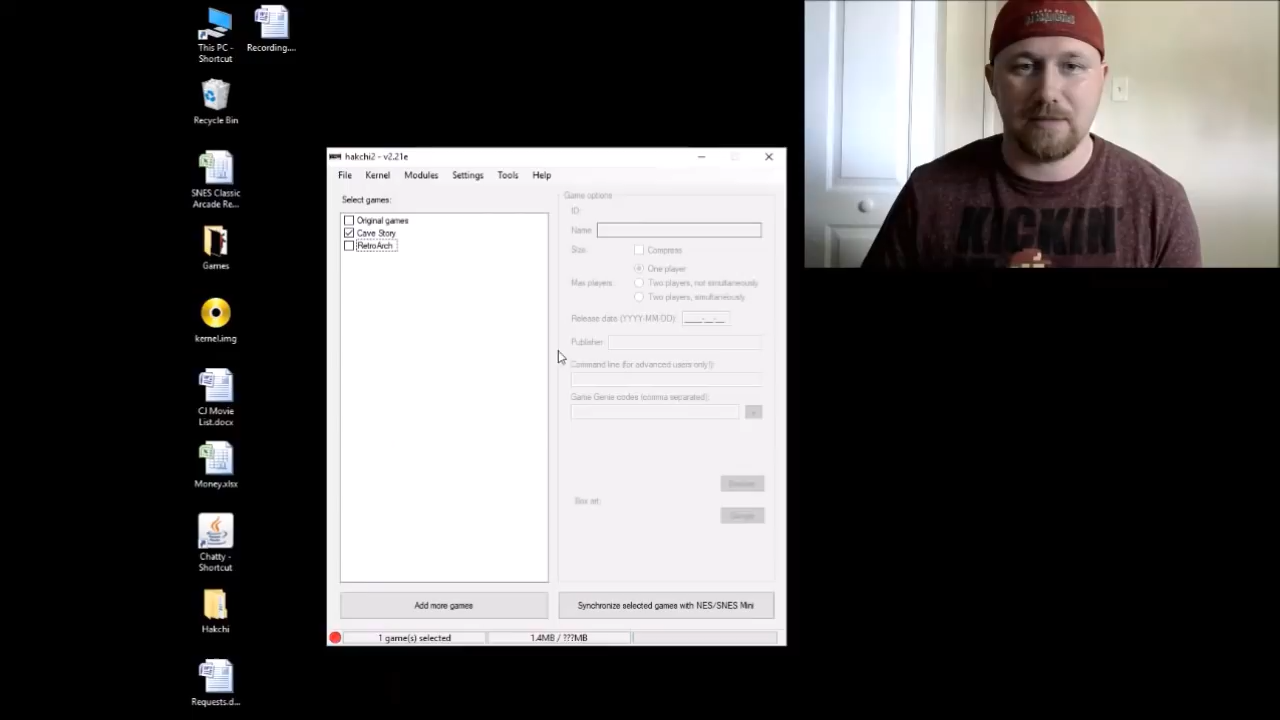 This PC -
Shortcut
Recording....
Recycle Bin
SNES Classic
Arcade Re...
Games
kernel.img
CJ Movie
List.docx
Money.xlsx
Chatty -
Shortcut
Hakchi
Requests.d...
hakchi2 - v2.21e
File Kernel Modules Settings Tools Help
Select games:
Original games
Cave Story
RetroArch
Add more games
1 game(s) selected
1.4MB / ???MB
Game options
ID:
Name
Size:
Compress
Max players:
One player
Two players, not simultaneously
Two players, simultaneously
Release date (YYYY-MM-DD)
____-__-__
Publisher
Command line (for advanced users only!):
Game Genie codes (comma separated):
Box art:
Google
Synchronize selected games with NES/SNES Mini
KICKIN'